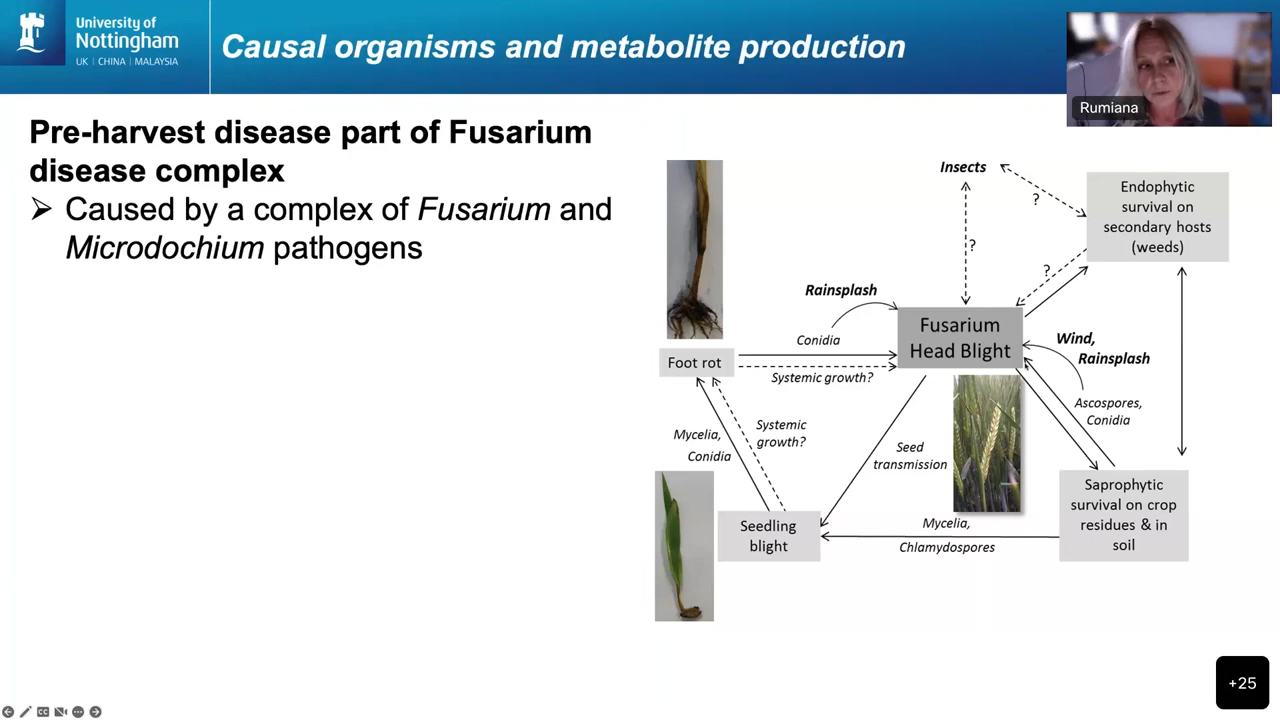 University of
Nottingham
UK | CHINA | MALAYSIA
Causal organisms and metabolite production
Rumiana
Pre-harvest disease part of Fusarium
disease complex
➢ Caused by a complex of Fusarium and
Microdochium pathogens
Insects
?
?
?
Endophytic
survival on
secondary hosts
(weeds)
Rainsplash
Conidia
Fusarium
Head Blight
Wind,
Rainsplash
Foot rot
Systemic growth?
Ascospores,
Conidia
Mycelia,
Conidia
Systemic
growth?
Seed
transmission
Saprophytic
survival on crop
residues & in
soil
Seedling
blight
Mycelia,
Chlamydospores
+25
CC